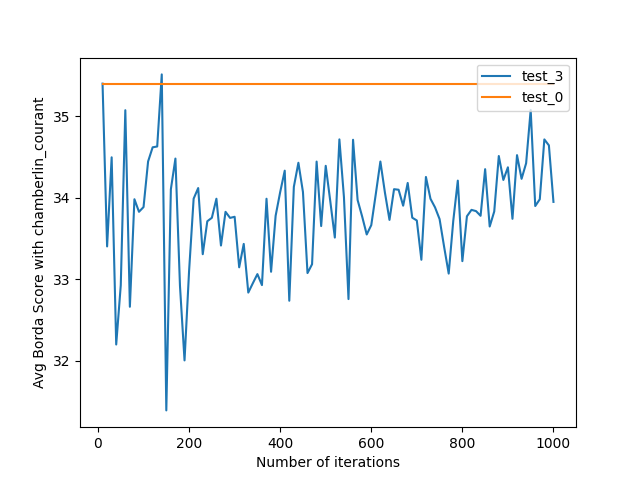 test_3
test_0
35
34
33
32
Avg Borda Score with chamberlin_courant
0
200
400
600
800
1000
Number of iterations